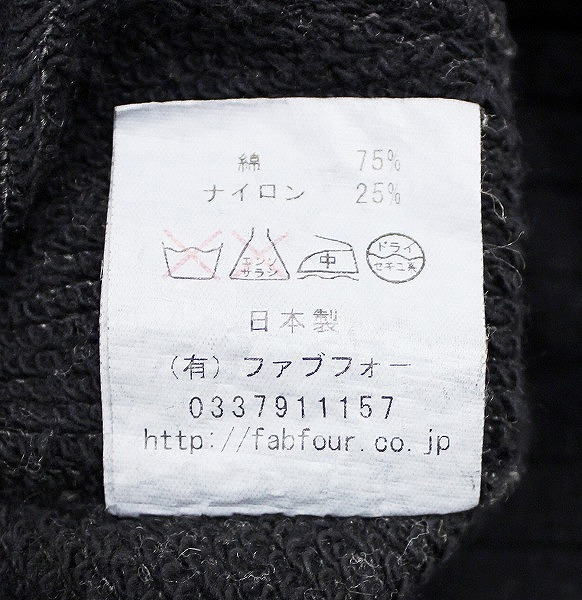 綿 75%
ナイロン 25%
エンソ サラシ 中 ドライ セキユ系
日本製
(有) ファブフォー
0337911157
http://fabfour.co.jp